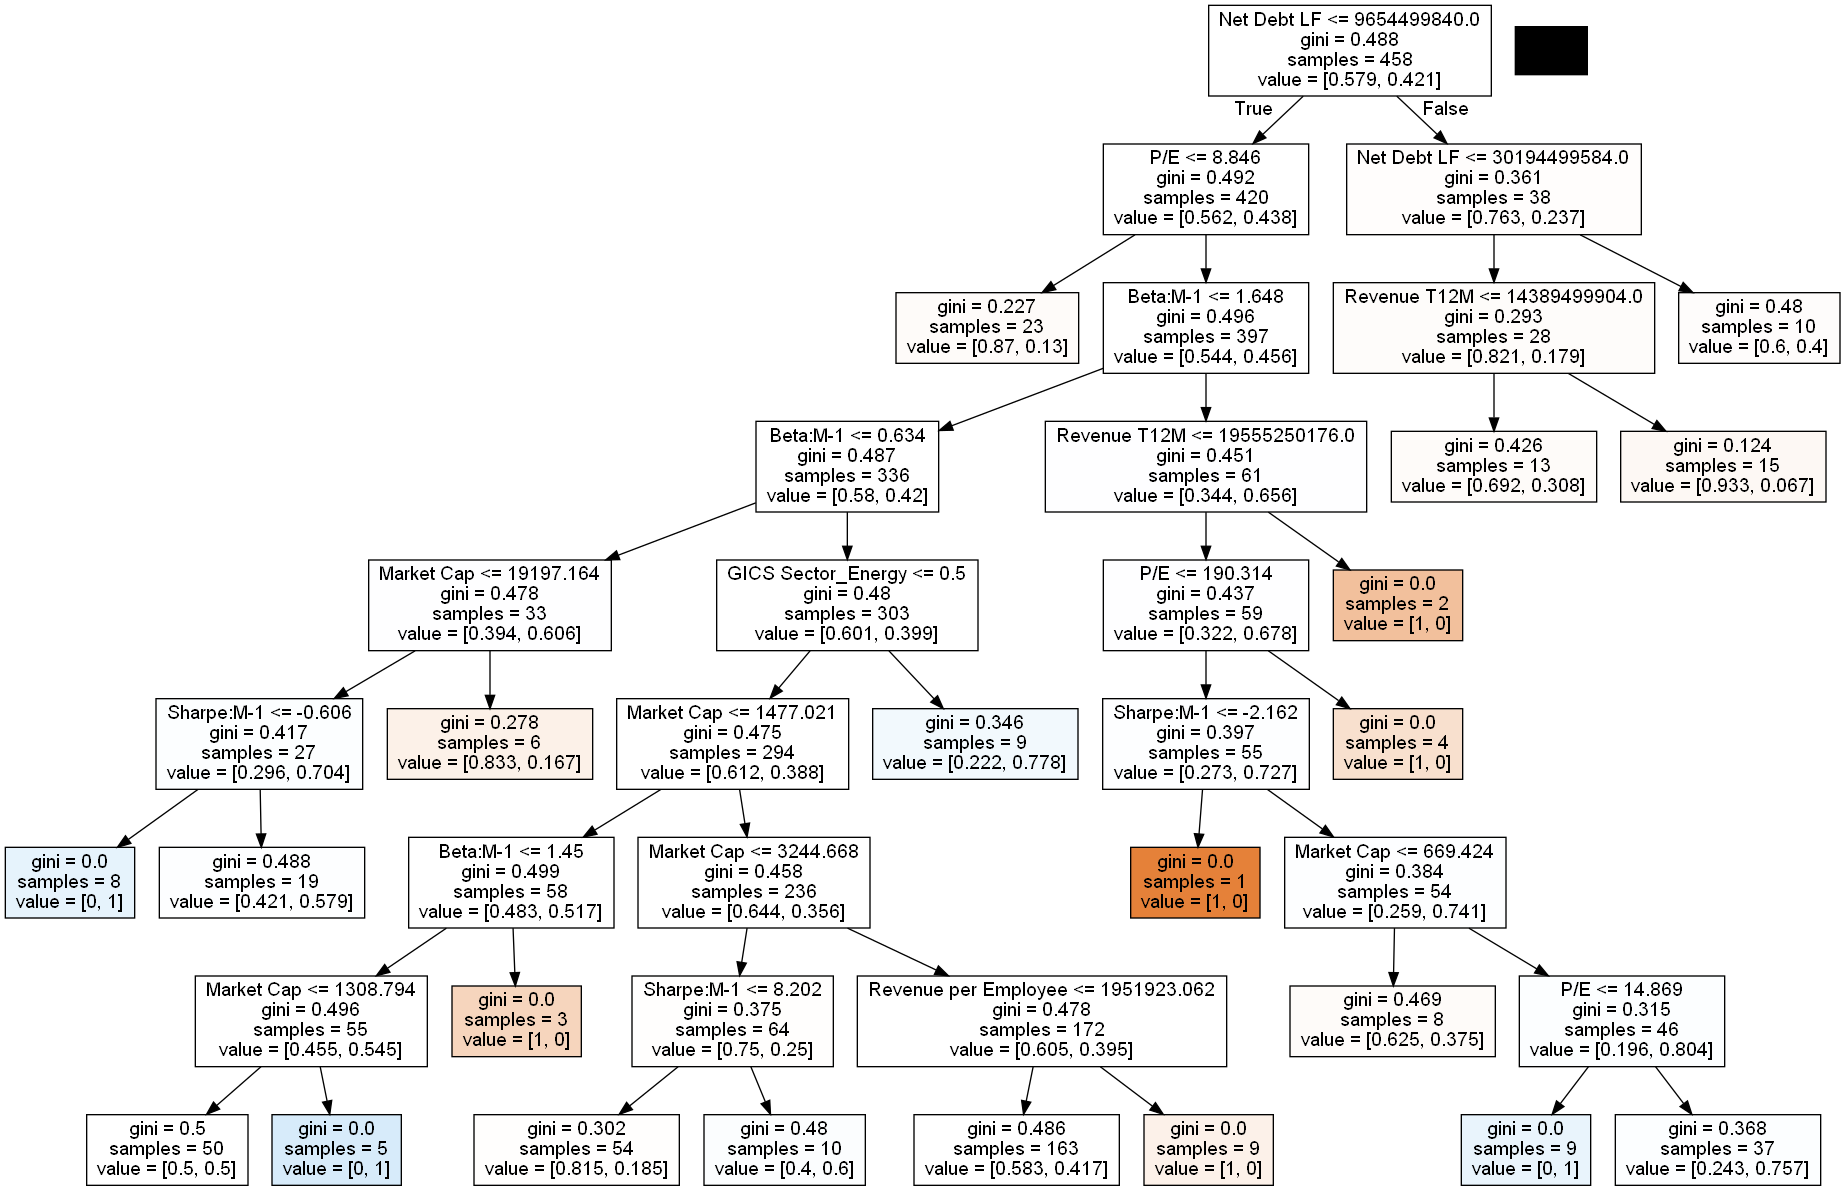 Net Debt LF <= 9654499840.0
gini = 0.488
samples = 458
value = [0.579, 0.421]
True
False
P/E <= 8.846
gini = 0.492
samples = 420
value = [0.562, 0.438]
Net Debt LF <= 30194499584.0
gini = 0.361
samples = 38
value = [0.763, 0.237]
gini = 0.227
samples = 23
value = [0.87, 0.13]
Beta:M-1 <= 1.648
gini = 0.496
samples = 397
value = [0.544, 0.456]
Revenue T12M <= 14389499904.0
gini = 0.293
samples = 28
value = [0.821, 0.179]
gini = 0.48
samples = 10
value = [0.6, 0.4]
Beta:M-1 <= 0.634
gini = 0.487
samples = 336
value = [0.58, 0.42]
Revenue T12M <= 19555250176.0
gini = 0.451
samples = 61
value = [0.344, 0.656]
gini = 0.426
samples = 13
value = [0.692, 0.308]
gini = 0.124
samples = 15
value = [0.933, 0.067]
Market Cap <= 19197.164
gini = 0.478
samples = 33
value = [0.394, 0.606]
GICS Sector_Energy <= 0.5
gini = 0.48
samples = 303
value = [0.601, 0.399]
P/E <= 190.314
gini = 0.437
samples = 59
value = [0.322, 0.678]
gini = 0.0
samples = 2
value = [1, 0]
Sharpe:M-1 <= -0.606
gini = 0.417
samples = 27
value = [0.296, 0.704]
gini = 0.278
samples = 6
value = [0.833, 0.167]
Market Cap <= 1477.021
gini = 0.475
samples = 294
value = [0.612, 0.388]
gini = 0.346
samples = 9
value = [0.222, 0.778]
Sharpe:M-1 <= -2.162
gini = 0.397
samples = 55
value = [0.273, 0.727]
gini = 0.0
samples = 4
value = [1, 0]
gini = 0.0
samples = 8
value = [0, 1]
gini = 0.488
samples = 19
value = [0.421, 0.579]
Beta:M-1 <= 1.45
gini = 0.499
samples = 58
value = [0.483, 0.517]
Market Cap <= 3244.668
gini = 0.458
samples = 236
value = [0.644, 0.356]
gini = 0.0
samples = 1
value = [1, 0]
Market Cap <= 669.424
gini = 0.384
samples = 54
value = [0.259, 0.741]
Market Cap <= 1308.794
gini = 0.496
samples = 55
value = [0.455, 0.545]
gini = 0.0
samples = 3
value = [1, 0]
Sharpe:M-1 <= 8.202
gini = 0.375
samples = 64
value = [0.75, 0.25]
Revenue per Employee <= 1951923.062
gini = 0.478
samples = 172
value = [0.605, 0.395]
gini = 0.469
samples = 8
value = [0.625, 0.375]
P/E <= 14.869
gini = 0.315
samples = 46
value = [0.196, 0.804]
gini = 0.5
samples = 50
value = [0.5, 0.5]
gini = 0.0
samples = 5
value = [0, 1]
gini = 0.302
samples = 54
value = [0.815, 0.185]
gini = 0.48
samples = 10
value = [0.4, 0.6]
gini = 0.486
samples = 163
value = [0.583, 0.417]
gini = 0.0
samples = 9
value = [1, 0]
gini = 0.0
samples = 9
value = [0, 1]
gini = 0.368
samples = 37
value = [0.243, 0.757]